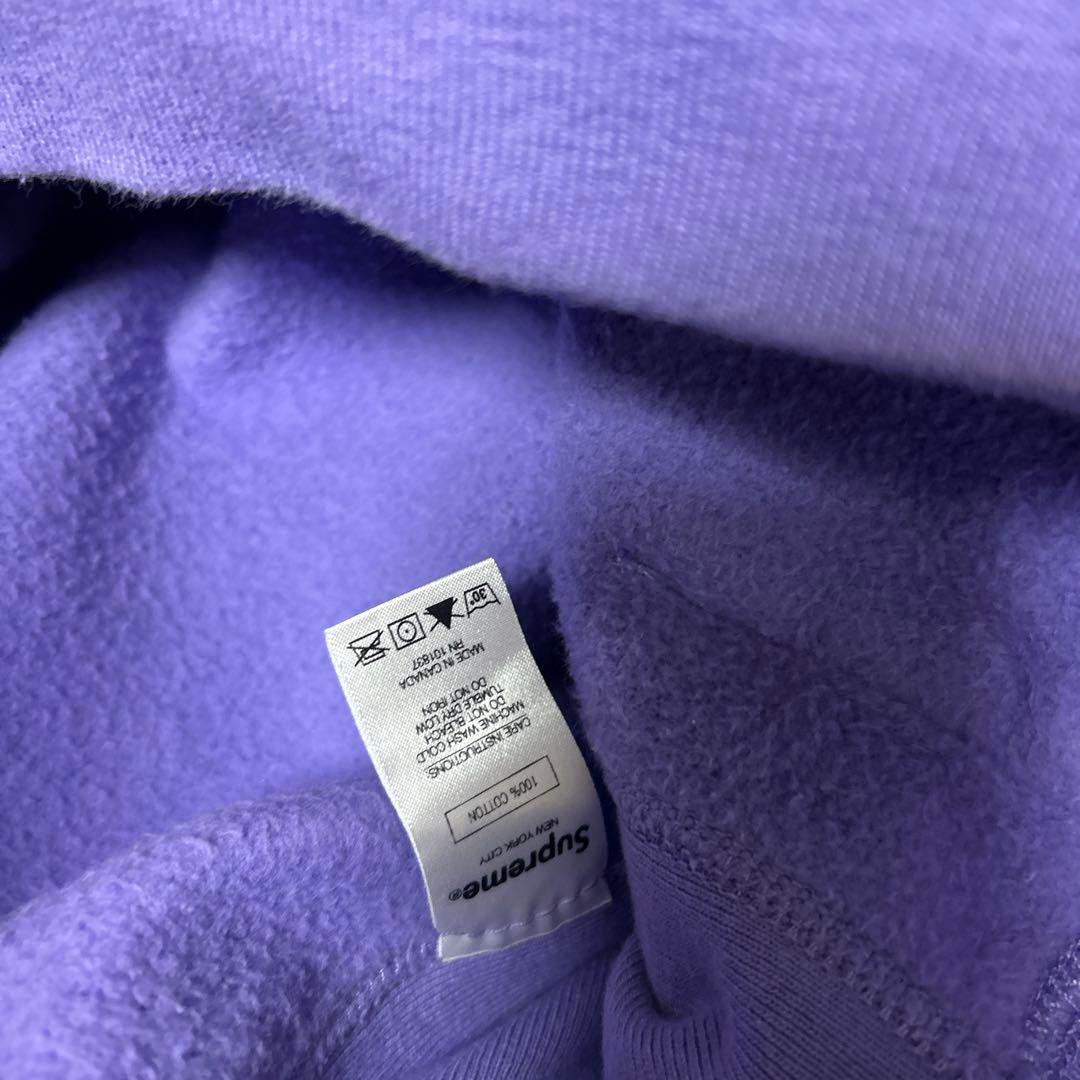 Supreme®
NEW YORK CITY
100% COTTON
CARE INSTRUCTIONS:
MACHINE WASH COLD
DO NOT BLEACH
TUMBLE DRY LOW
DO NOT IRON
MADE IN CANADA
RN 101837
30°